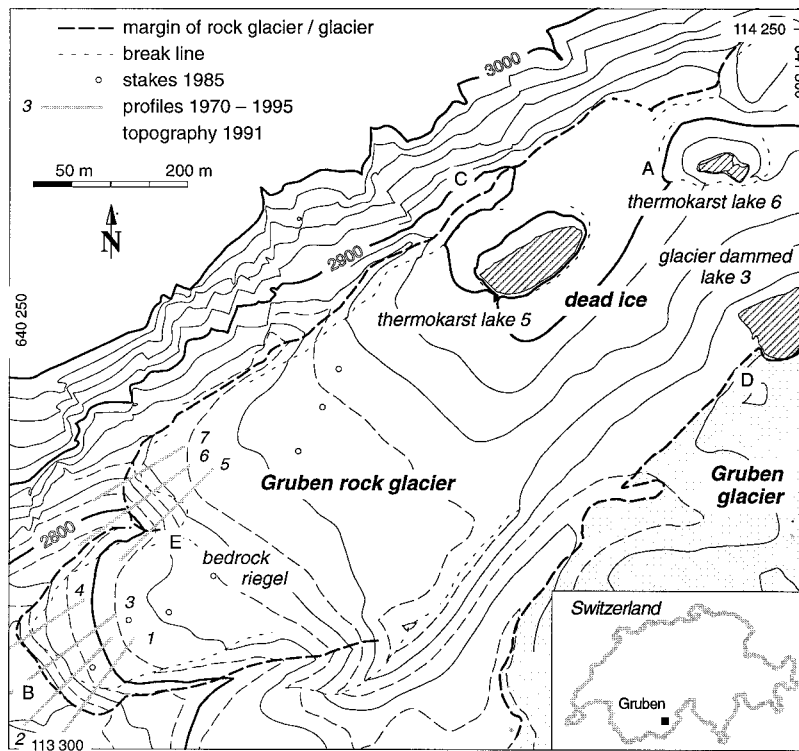 margin of rock glacier / glacier
break line
stakes 1985
3 profiles 1970 – 1995
topography 1991
50 m 200 m
N
3000
114 250
C
A
thermokarst lake 6
2900
glacier dammed
lake 3
640 250
dead ice
thermokarst lake 5
D
7
6
5
Gruben rock glacier
Gruben
glacier
2800
E
bedrock
riegel
4
3
1
Switzerland
Gruben
B
2
113 300